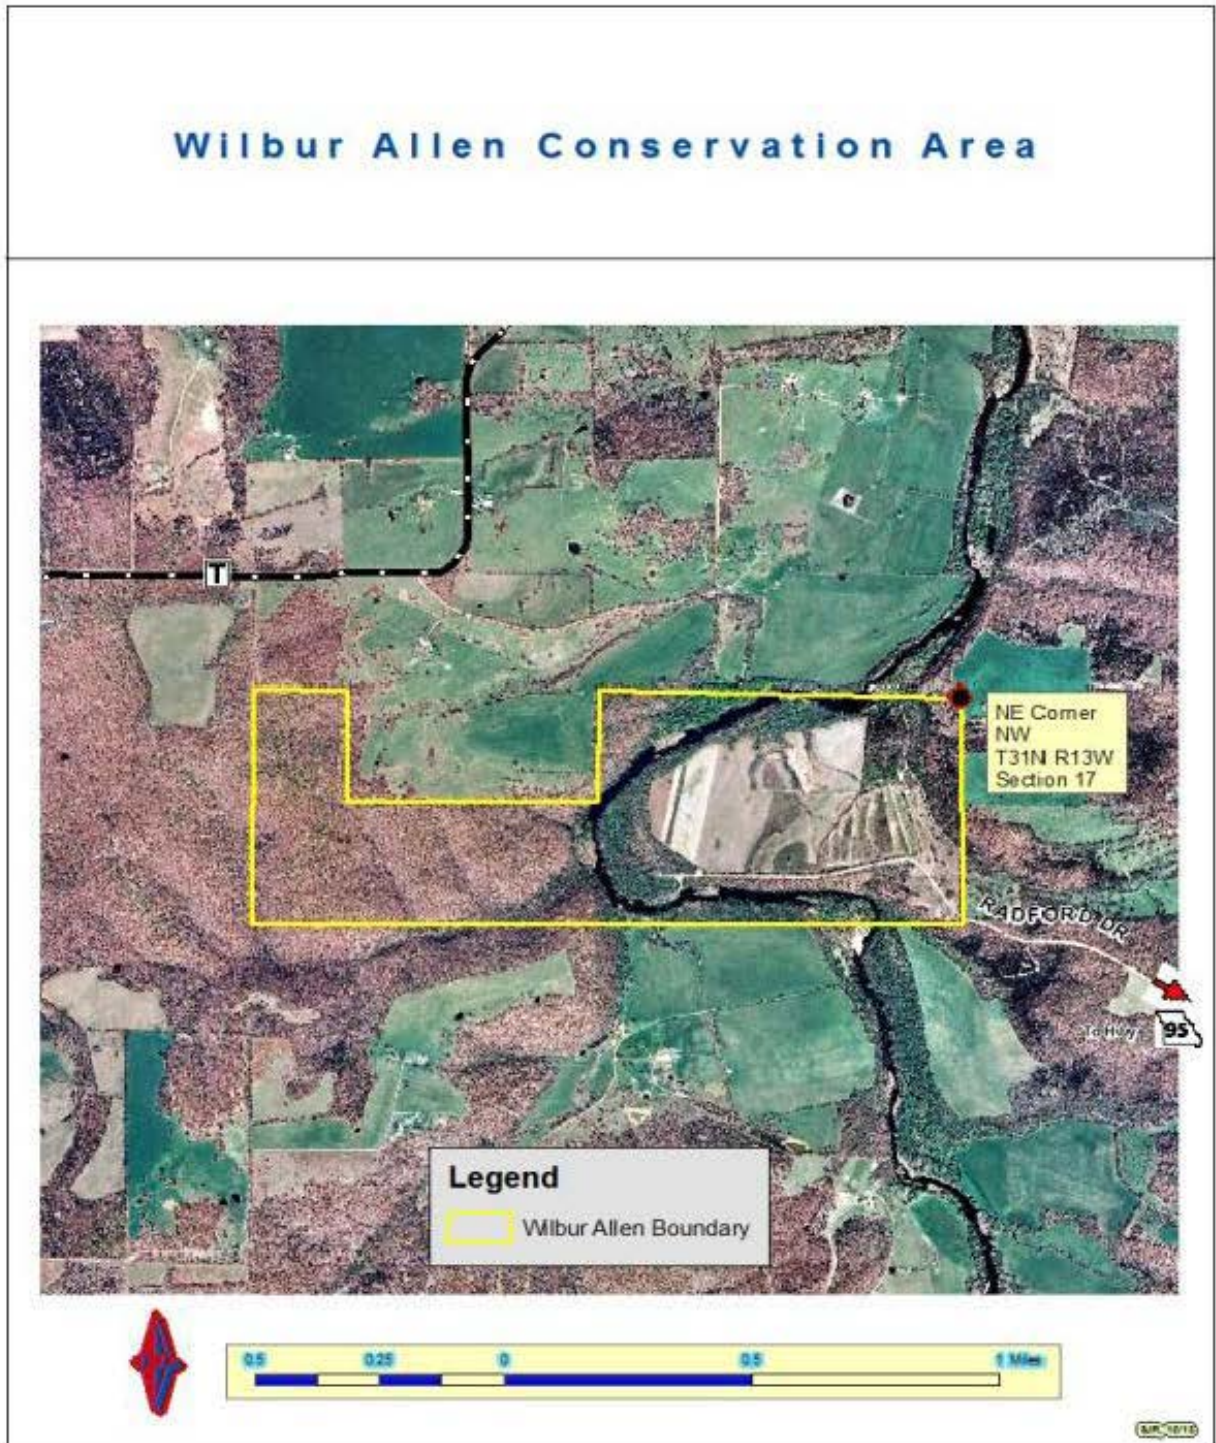 Wilbur Allen Conservation Area
T
NE Corner
NW
T31N R13W
Section 17
RADFORD DR
To Hwy
95
Legend
Wilbur Allen Boundary
0.5 0.25 0 0.5 1 Miles